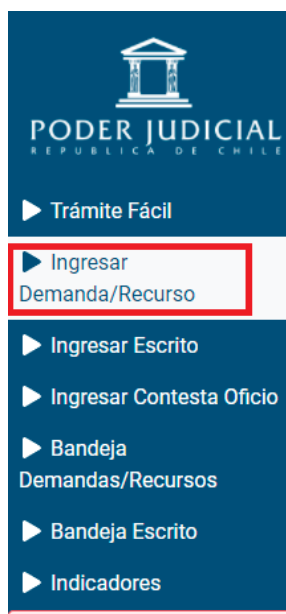 PODER JUDICIAL
REPUBLICA DE CHILE
Trámite Fácil
Ingresar
Demanda/Recurso
Ingresar Escrito
Ingresar Contesta Oficio
Bandeja
Demandas/Recursos
Bandeja Escrito
Indicadores